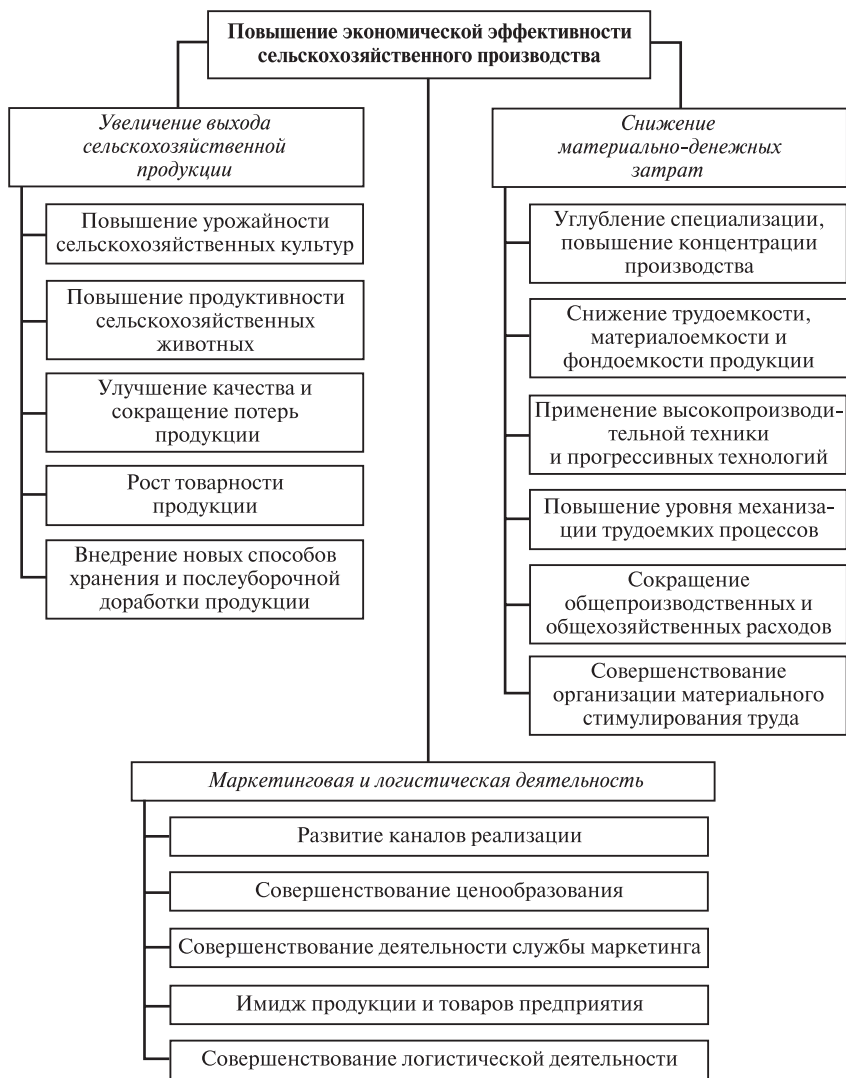 Повышение экономической эффективности
сельскохозяйственного производства
Увеличение выхода
сельскохозяйственной
продукции
Повышение урожайности
сельскохозяйственных культур
Повышение продуктивности
сельскохозяйственных
животных
Улучшение качества и
сокращение потерь
продукции
Рост товарности
продукции
Внедрение новых способов
хранения и послеуборочной
доработки продукции
Снижение
материально-денежных
затрат
Углубление специализации,
повышение концентрации
производства
Снижение трудоемкости,
материалоемкости и
фондоемкости продукции
Применение высокопроизводи-
тельной техники
и прогрессивных технологий
Повышение уровня механиза-
ции трудоемких процессов
Сокращение
общепроизводственных и
общехозяйственных расходов
Совершенствование
организации материального
стимулирования труда
Маркетинговая и логистическая деятельность
Развитие каналов реализации
Совершенствование ценообразования
Совершенствование деятельности службы маркетинга
Имидж продукции и товаров предприятия
Совершенствование логистической деятельности